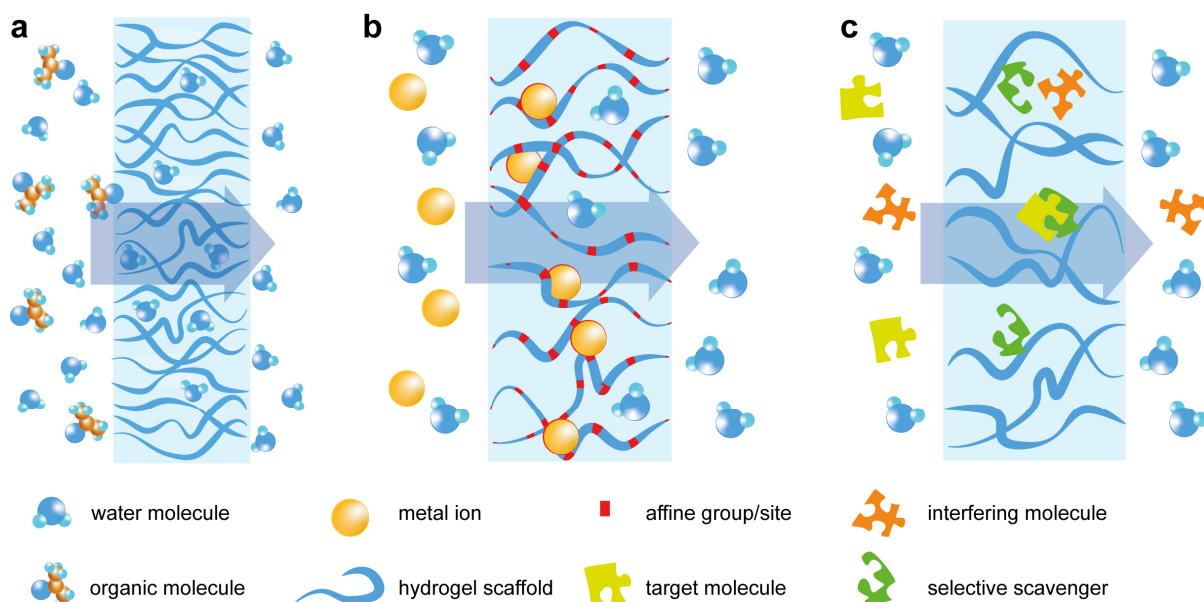 a
b
c
water molecule
metal ion
affine group/site
interfering molecule
organic molecule
hydrogel scaffold
target molecule
selective scavenger